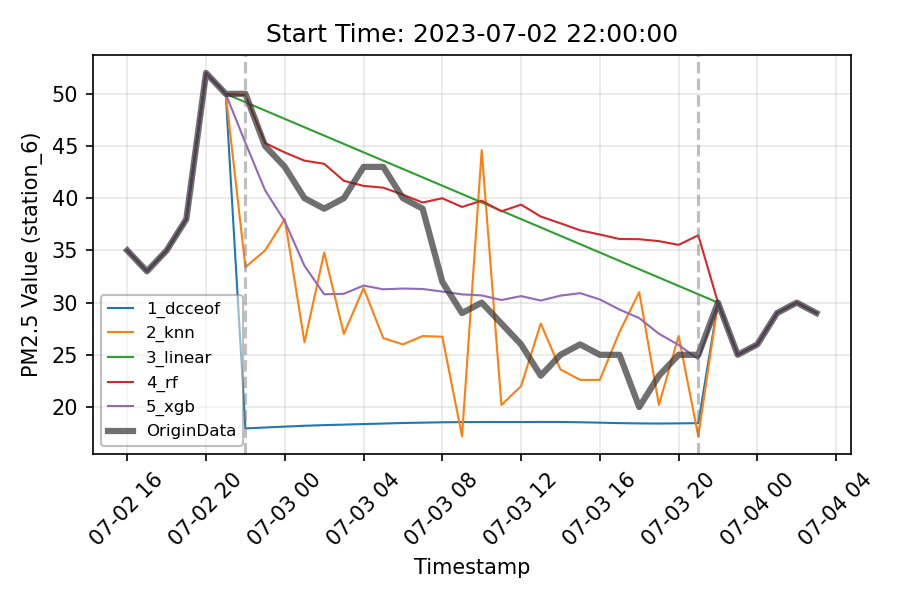 Start Time: 2023-07-02 22:00:00
PM2.5 Value (station_6)
50
45
40
35
30
25
20
1_dcceof
2_knn
3_linear
4_rf
5_xgb
OriginData
07-02 16
07-02 20
07-03 00
07-03 04
07-03 08
07-03 12
07-03 16
07-03 20
07-04 00
07-04 04
Timestamp